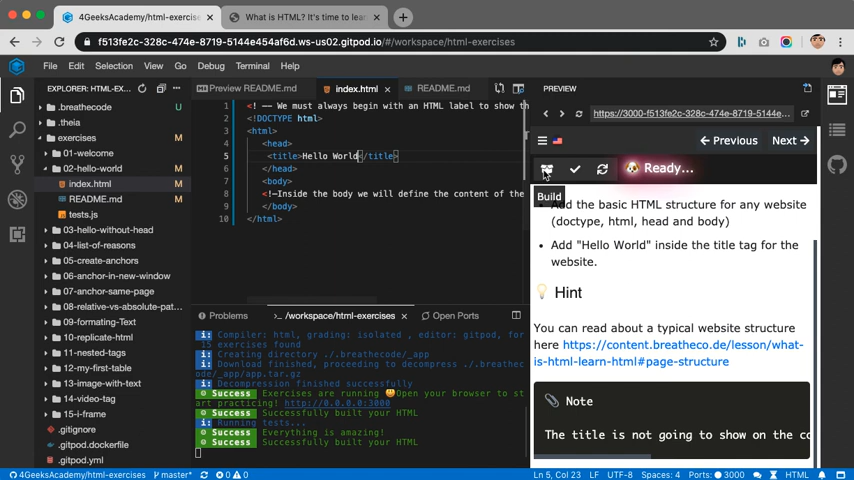 4GeeksAcademy/html-exercise
What is HTML? It's time to lear
f513fe2c-328c-474e-8717-5144e454af6d.ws-us02.gitpod.io/#/workspace/html-exercises
File Edit Selection View Go Debug Terminal Help
EXPLORER: HTML-EX...
.breathecode U
.theia
exercises M
01-welcome
02-hello-world M
index.html M
README.md M
tests.js
03-hello-without-head
04-list-of-reasons
05-create-anchors
06-anchor-in-new-window
07-anchor-same-page
08-relative-vs-absolute-pat...
09-formating-Text
10-replicate-html
11-nested-tags
12-my-first-table
13-image-with-text
14-video-tag
15-i-frame
.gitignore
.gitpod.dockerfile
.gitpod.yml
Preview README.md
index.html
README.md
1 <! -— We must always begin with an HTML label to show th
2 <!DOCTYPE html>
3 <html>
4 <head>
5 <title>Hello World</title>
6 </head>
7 <body>
8 <!—Inside the body we will define the content of the
9 </body>
10 </html>
Problems
>_ /workspace/html-exercises
Open Ports
i: Compiler: html, grading: isolated , editor: gitpod, for
15 exercises found
i: Creating directory ./.breathecode/_app
i: Download finished, proceeding to decompress ./.breathec
ode/_app/app.tar.gz
i: Decompression finished successfully
Success Exercises are running Open your browser to st
art practicing! http://0.0.0.0:3000
Success Successfully built your HTML
i: Running tests...
Success Everything is amazing!
Success Successfully built your HTML
PREVIEW
https://3000-f513fe2c-328c-474e-8717-5144e...
← Previous Next →
Ready...
Build
Add the basic HTML structure for any website
(doctype, html, head and body)
• Add "Hello World" inside the title tag for the
website.
Hint
You can read about a typical website structure
here https://content.breatheco.de/lesson/what-
is-html-learn-html#page-structure
Note
The title is not going to show on the co
4GeeksAcademy/html-exercises
master*
0 0
Ln 5, Col 23 LF UTF-8 Spaces: 4 Ports: 3000 HTML